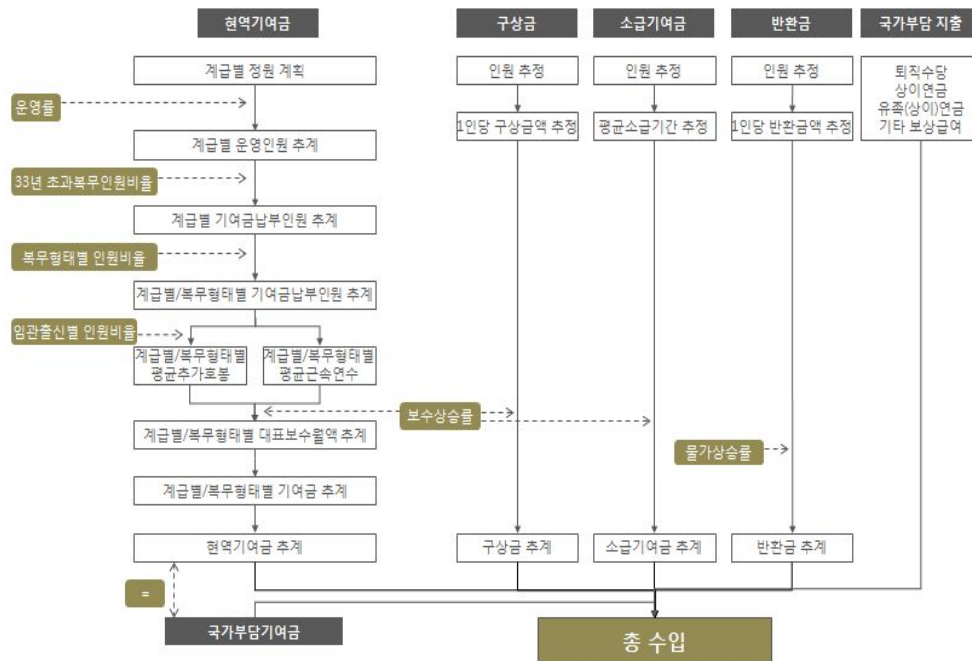 현역기여금
구상금
소급기여금
반환금
국가부담 지출
계급별 정원 계획
인원 추정
인원 추정
인원 추정
퇴직수당
상이연금
유족(상이)연금
기타 보상급여
운영률
1인당 구상금액 추정
평균소급기간 추정
1인당 반환금액 추정
계급별 운영인원 추계
33년 초과복무인원비율
계급별 기여금납부인원 추계
복무형태별 인원비율
계급별/복무형태별 기여금납부인원 추계
임관출신별 인원비율
계급별/복무형태별
평균추가호봉
계급별/복무형태별
평균근속연수
보수상승률
계급별/복무형태별 대표보수월액 추계
물가상승률
계급별/복무형태별 기여금 추계
현역기여금 추계
구상금 추계
소급기여금 추계
반환금 추계
=
국가부담기여금
총 수입